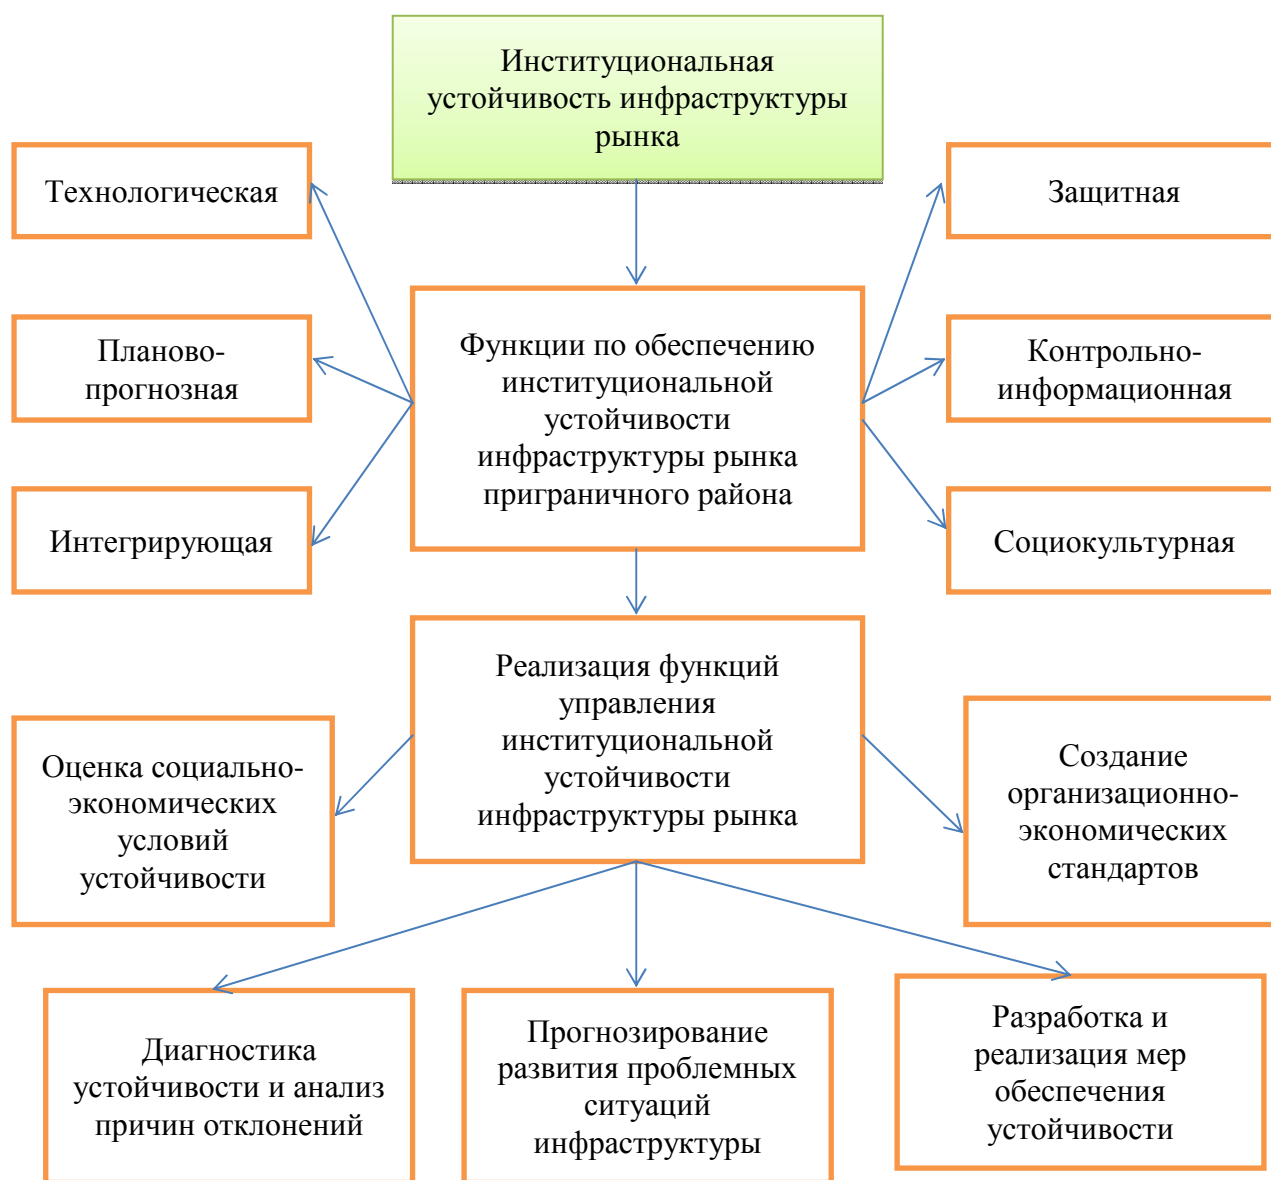 Институциональная
устойчивость инфраструктуры
рынка
Технологическая
Защитная
Планово-
прогнозная
Функции по обеспечению
институциональной
устойчивости
инфраструктуры рынка
приграничного района
Контрольно-
информационная
Интегрирующая
Социокультурная
Реализация функций
управления
институциональной
устойчивости
инфраструктуры рынка
Оценка социально-
экономических
условий
устойчивости
Создание
организационно-
экономических
стандартов
Диагностика
устойчивости и анализ
причин отклонений
Прогнозирование
развития проблемных
ситуаций
инфраструктуры
Разработка и
реализация мер
обеспечения
устойчивости